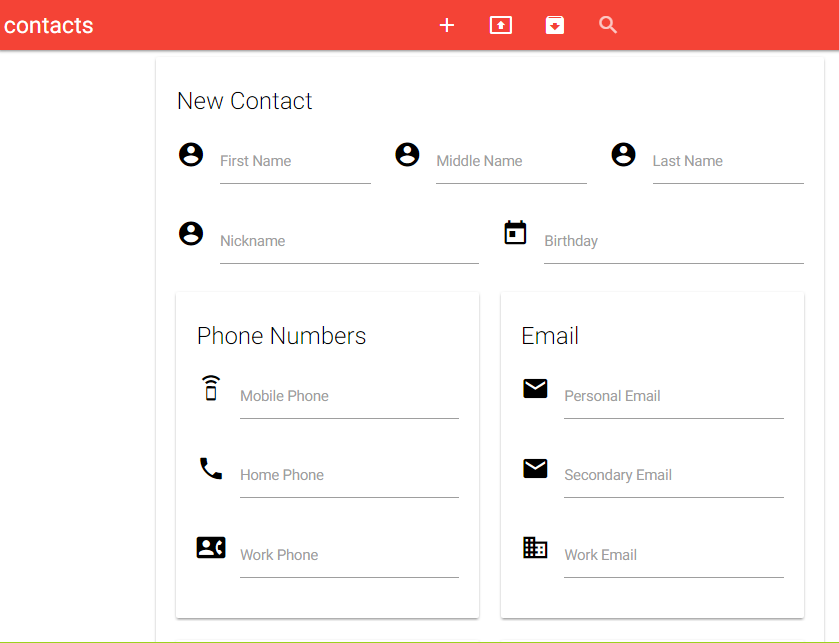 contacts
New Contact
First Name
Middle Name
Last Name
Nickname
Birthday
Phone Numbers
Mobile Phone
Home Phone
Work Phone
Email
Personal Email
Secondary Email
Work Email